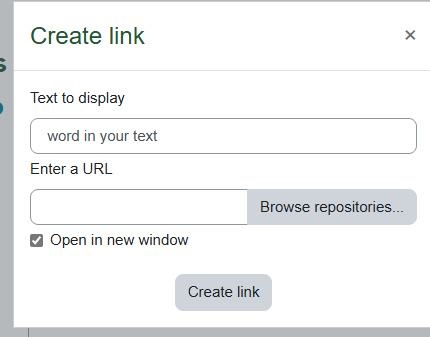 Create link ×
Text to display
word in your text
Enter a URL
Browse repositories...
Open in new window
Create link